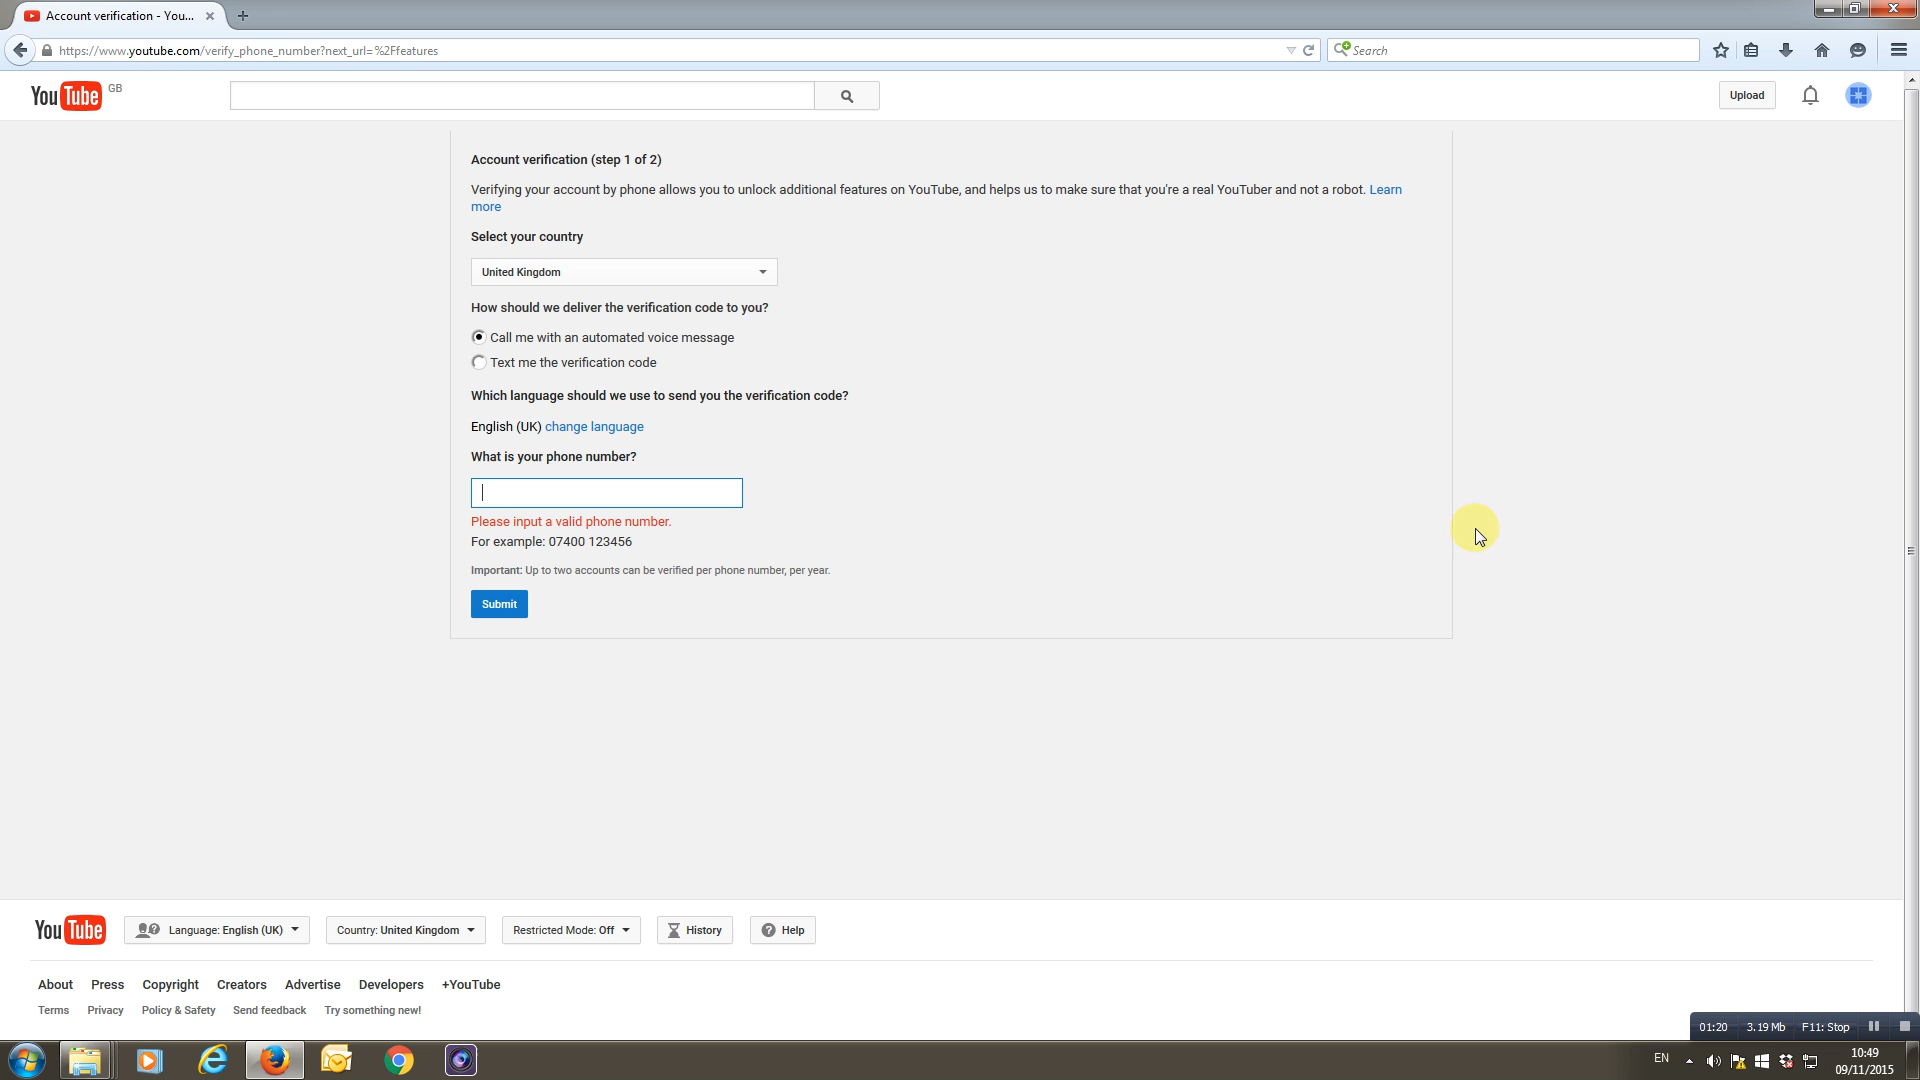 Account verification - You...
https://www.youtube.com/verify_phone_number?next_url=%2Ffeatures
Search
YouTube GB
Upload
Account verification (step 1 of 2)
Verifying your account by phone allows you to unlock additional features on YouTube, and helps us to make sure that you're a real YouTuber and not a robot. Learn
more
Select your country
United Kingdom
How should we deliver the verification code to you?
Call me with an automated voice message
Text me the verification code
Which language should we use to send you the verification code?
English (UK) change language
What is your phone number?
Please input a valid phone number.
For example: 07400 123456
Important: Up to two accounts can be verified per phone number, per year.
Submit
YouTube Language: English (UK) Country: United Kingdom Restricted Mode: Off History Help
About Press Copyright Creators Advertise Developers +YouTube
Terms Privacy Policy & Safety Send feedback Try something new!
01:20 3.19 Mb F11: Stop
EN
10:49
09/11/2015